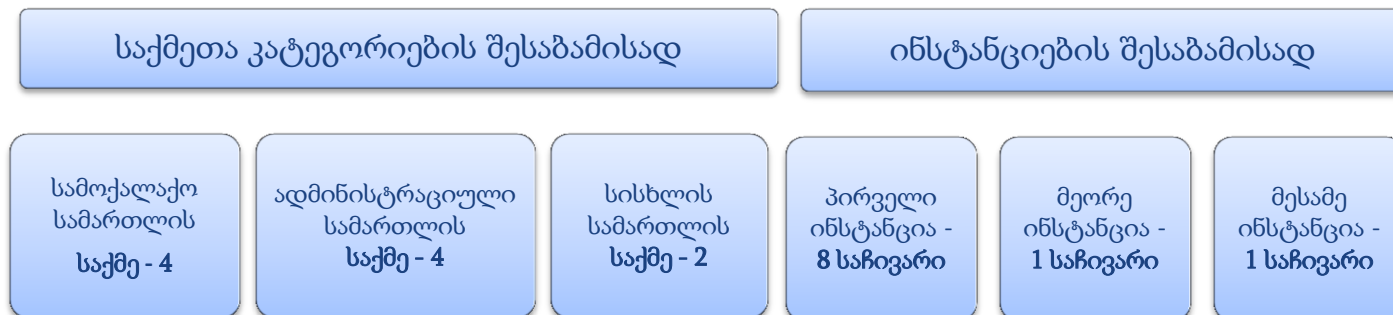 საქმეთა კატეგორიების შესაბამისად
ინსტანციების შესაბამისად
სამოქალაქო
სამართლის
საქმე - 4
ადმინისტრაციული
სამართლის
საქმე - 4
სისხლის
სამართლის
საქმე - 2
პირველი
ინსტანცია -
8 საჩივარი
მეორე
ინსტანცია -
1 საჩივარი
მესამე
ინსტანცია -
1 საჩივარი